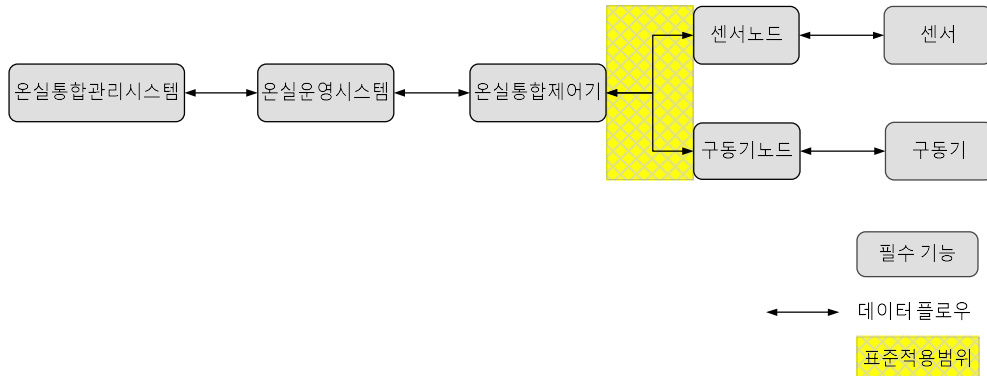 센서노드
센서
온실통합관리시스템
온실운영시스템
온실통합제어기
구동기노드
구동기
필수 기능
데이터 플로우
표준적용범위